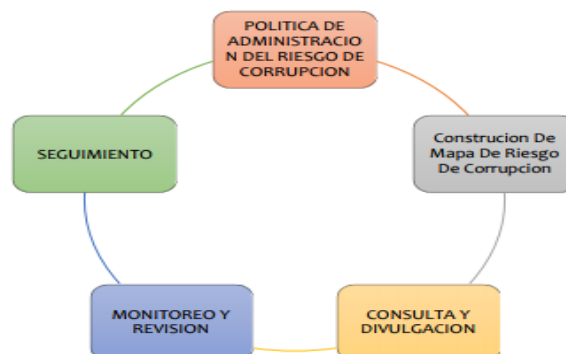 POLITICA DE
ADMINISTRACIO
N DEL RIESGO DE
CORRUPCION
Construcion De
Mapa De Riesgo
De Corrupcion
CONSULTA Y
DIVULGACION
MONITOREO Y
REVISION
SEGUIMIENTO